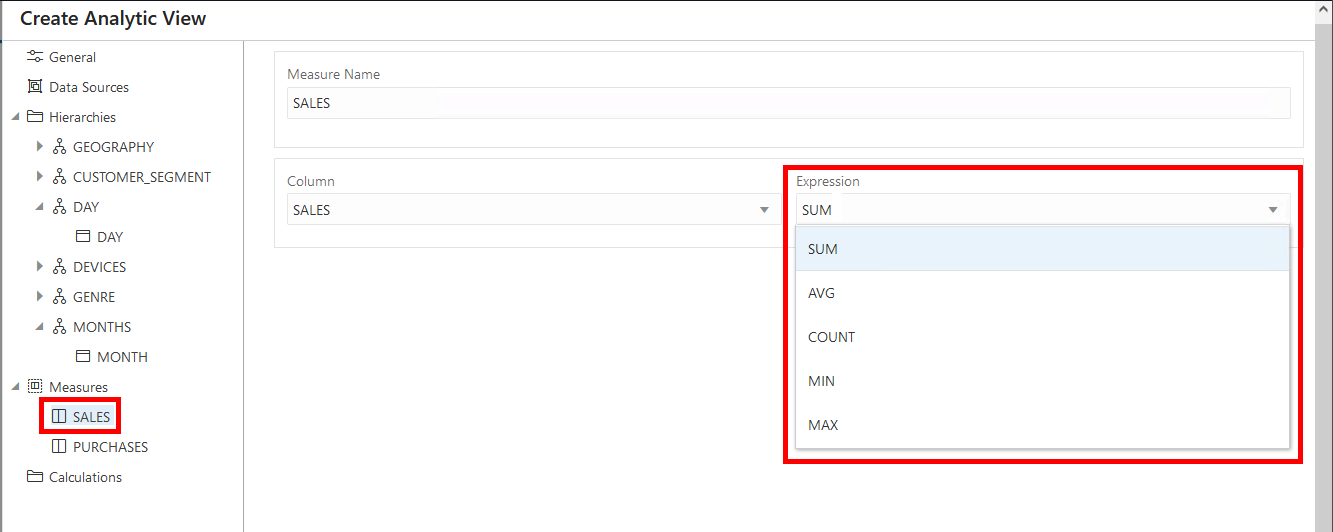 Create Analytic View
General
Data Sources
Hierarchies
GEOGRAPHY
CUSTOMER_SEGMENT
DAY
DAY
DEVICES
GENRE
MONTHS
MONTH
Measures
SALES
PURCHASES
Calculations
Measure Name
SALES
Column
SALES
Expression
SUM
SUM
AVG
COUNT
MIN
MAX